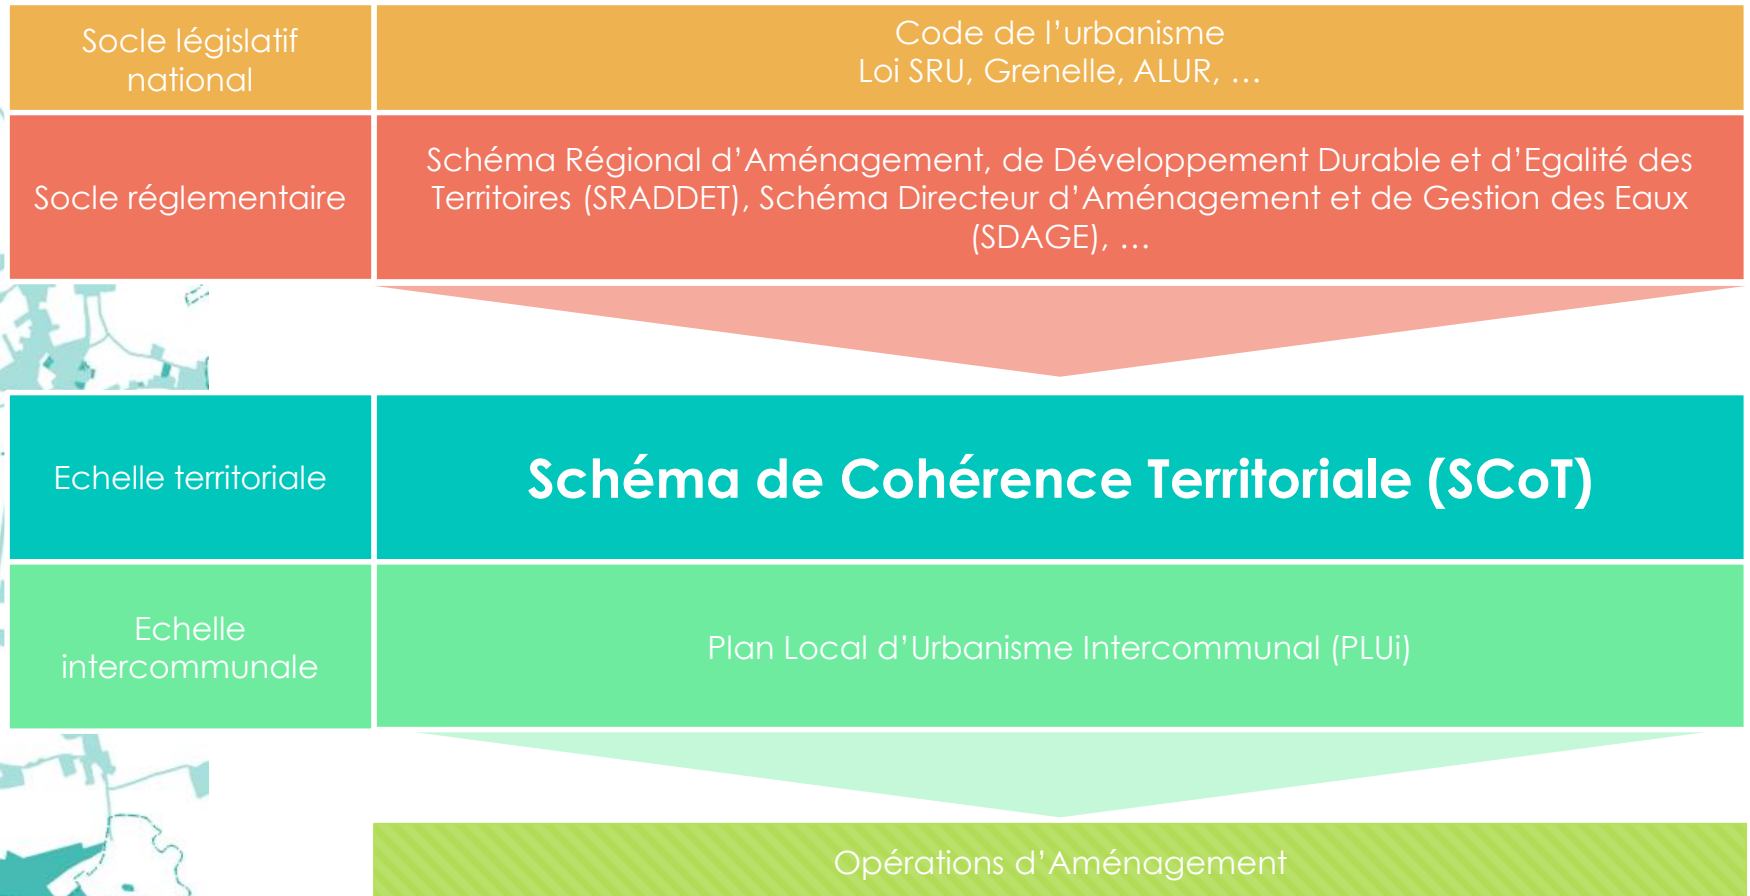 Socle législatif
national
Code de l’urbanisme
Loi SRU, Grenelle, ALUR, …
Socle réglementaire
Schéma Régional d’Aménagement, de Développement Durable et d’Egalité des
Territoires (SRADDET), Schéma Directeur d’Aménagement et de Gestion des Eaux
(SDAGE), …
Echelle territoriale
Schéma de Cohérence Territoriale (SCoT)
Echelle
intercommunale
Plan Local d’Urbanisme Intercommunal (PLUi)
Opérations d’Aménagement